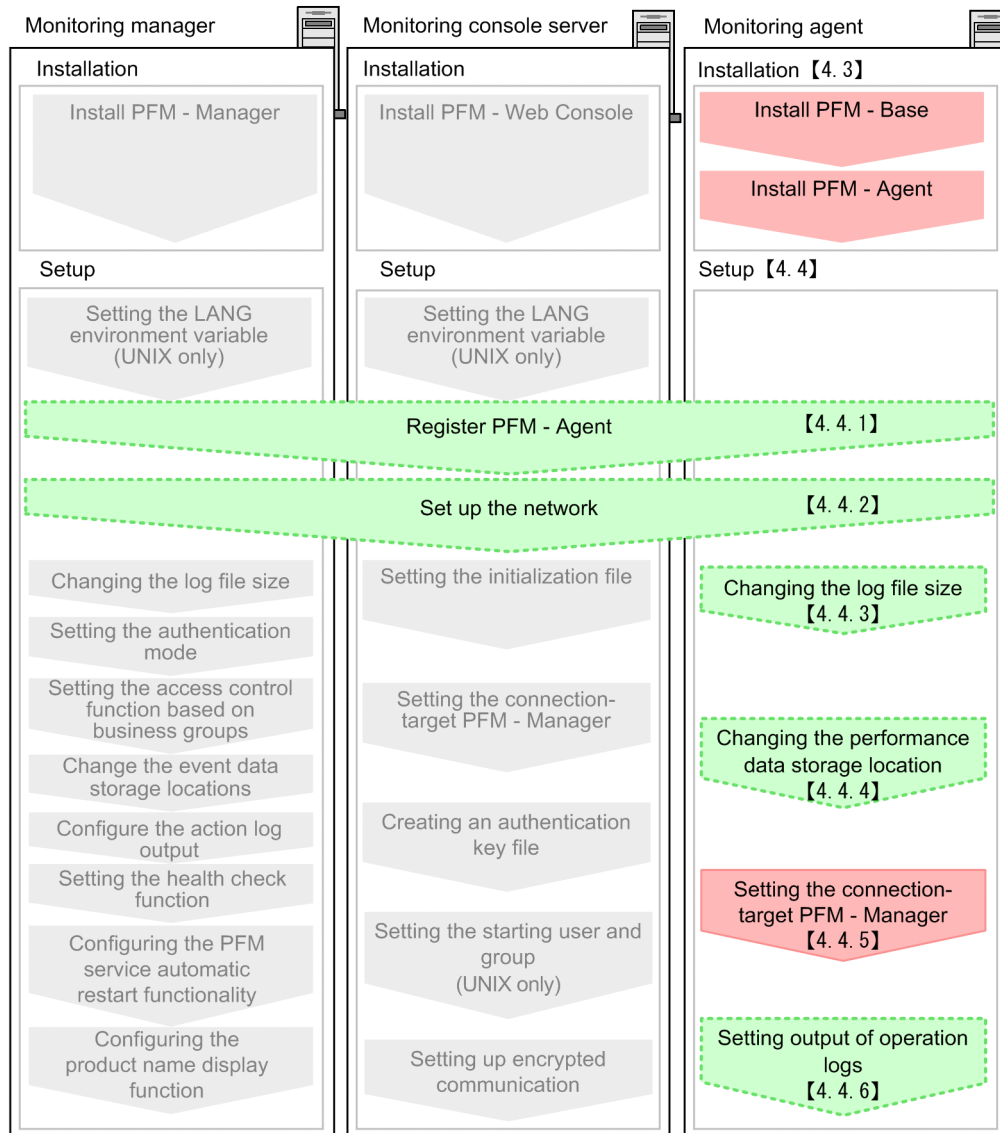 Monitoring manager
Installation
Install PFM - Manager
Setup
Setting the LANG
environment variable
(UNIX only)
Monitoring console server
Installation
Install PFM - Web Console
Setup
Setting the LANG
environment variable
(UNIX only)
Monitoring agent
Installation【4.3】
Install PFM - Base
Install PFM - Agent
Setup【4.4】
Register PFM - Agent 【4.4.1】
Set up the network 【4.4.2】
Changing the log file size
Setting the authentication
mode
Setting the access control
function based on
business groups
Change the event data
storage locations
Configure the action log
output
Setting the health check
function
Configuring the PFM
service automatic
restart functionality
Configuring the
product name display
function
Setting the initialization file
Setting the connection-
target PFM - Manager
Creating an authentication
key file
Setting the starting user and
group
(UNIX only)
Setting up encrypted
communication
Changing the log file size
【4.4.3】
Changing the performance
data storage location
【4.4.4】
Setting the connection-
target PFM - Manager
【4.4.5】
Setting output of operation
logs
【4.4.6】